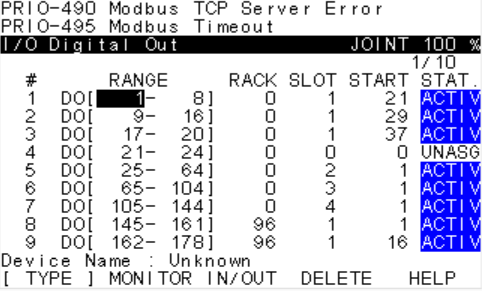 PRIO-490 Modbus TCP Server Error
PRIO-495 Modbus Timeout
I/O Digital Out JOINT 100 %
1/10
# RANGE RACK SLOT START STAT.
1 DO[ 1- 8] 0 1 21 ACTIV
2 DO[ 9- 16] 0 1 29 ACTIV
3 DO[ 17- 20] 0 1 37 ACTIV
4 DO[ 21- 24] 0 0 0 UNASG
5 DO[ 25- 64] 0 2 1 ACTIV
6 DO[ 65- 104] 0 3 1 ACTIV
7 DO[ 105- 144] 0 4 1 ACTIV
8 DO[ 145- 161] 96 1 1 ACTIV
9 DO[ 162- 178] 96 1 16 ACTIV
Device Name : Unknown
[ TYPE ] MONITOR IN/OUT DELETE HELP